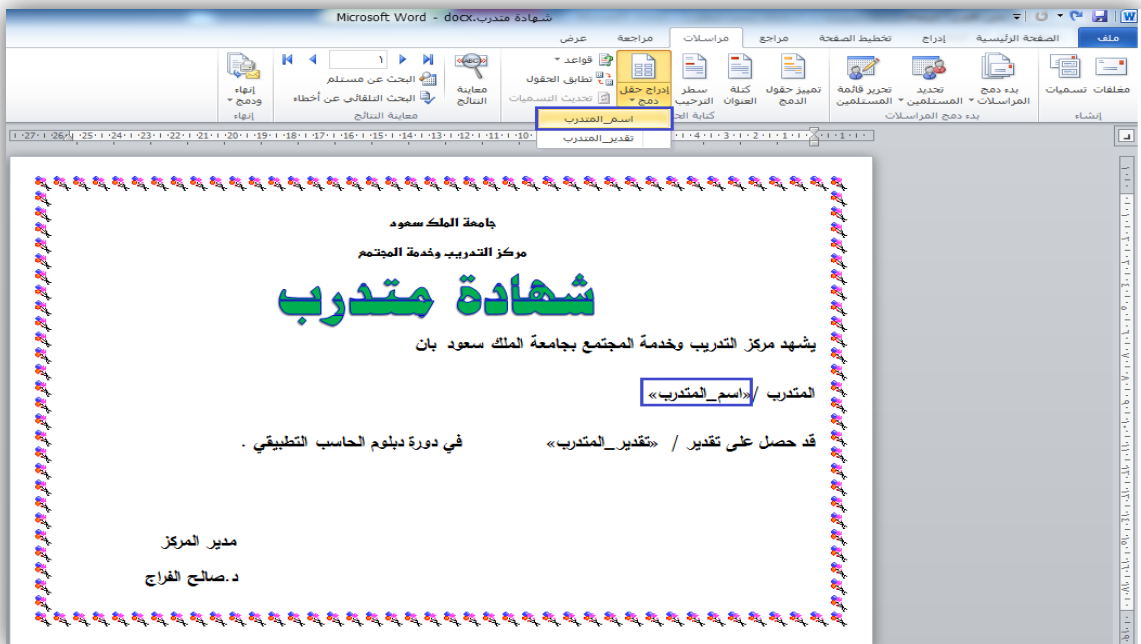 شهادة متدرب.docx - Microsoft Word
ملف الصفحة الرئيسية إدراج تخطيط الصفحة مراجع مراسلات مراجعة عرض
مغلفات تسميات
إنشاء
بدء دمج المراسلات
تحديد المستلمين
تحرير قائمة المستلمين
بدء دمج المراسلات
تمييز حقول الدمج
كتلة العنوان
سطر الترحيب
إدراج حقل دمج
قواعد
تطابق الحقول
تحديث التسميات
كتابة
معاينة النتائج
«ABC»
١
البحث عن مستلم
البحث التلقائي عن أخطاء
معاينة النتائج
إنهاء ودمج
إنهاء
اسم_المتدرب
تقدير_المتدرب
جامعة الملك سعود
مركز التدريب وخدمة المجتمع
شهادة متدرب
يشهد مركز التدريب وخدمة المجتمع بجامعة الملك سعود بان
المتدرب /«اسم_المتدرب»
قد حصل على تقدير / «تقدير_المتدرب» في دورة دبلوم الحاسب التطبيقي .
مدير المركز
د.صالح الفراج